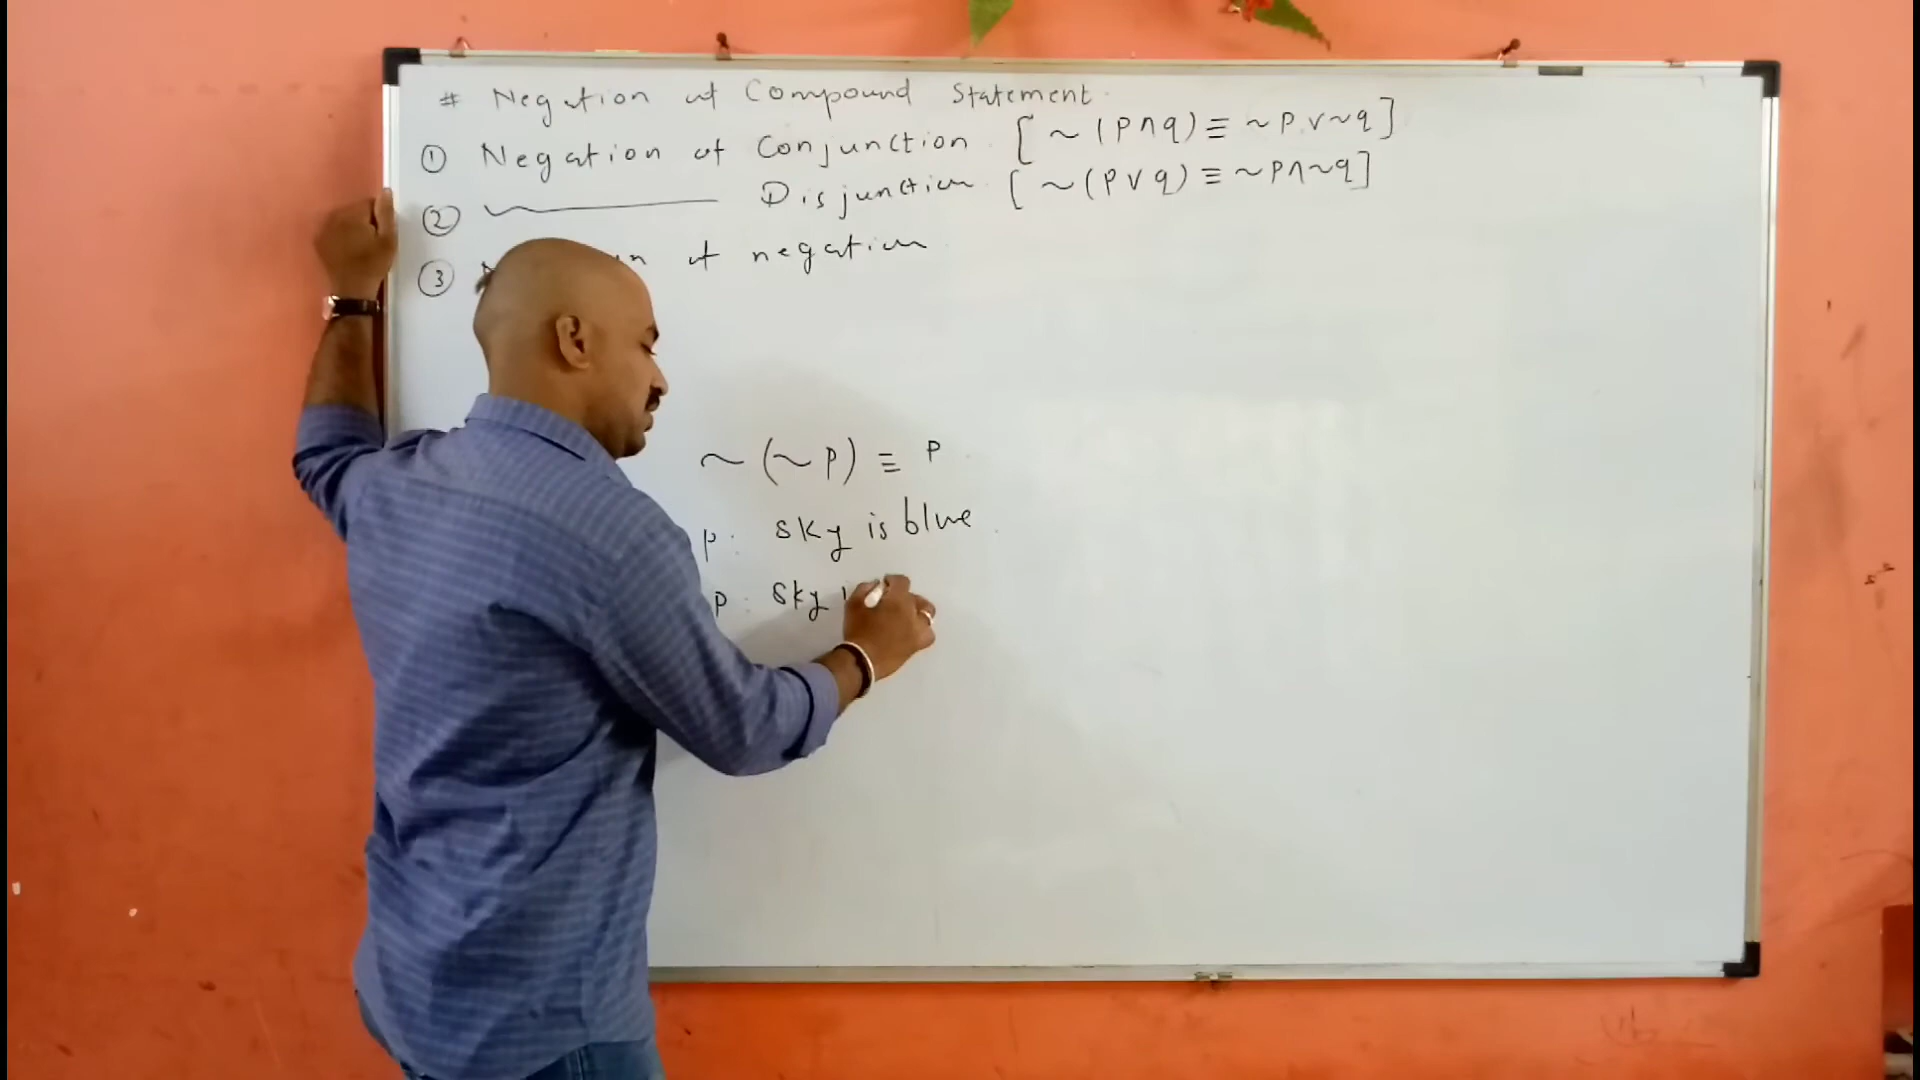 # Negation of Compound Statement
① Negation of Conjunction [~(p∧q) ≡ ~p∨~q]
② Disjunction [~(p∨q) ≡ ~p∧~q]
③ of negation
~(~p) ≡ p
p: sky is blue
p: sky